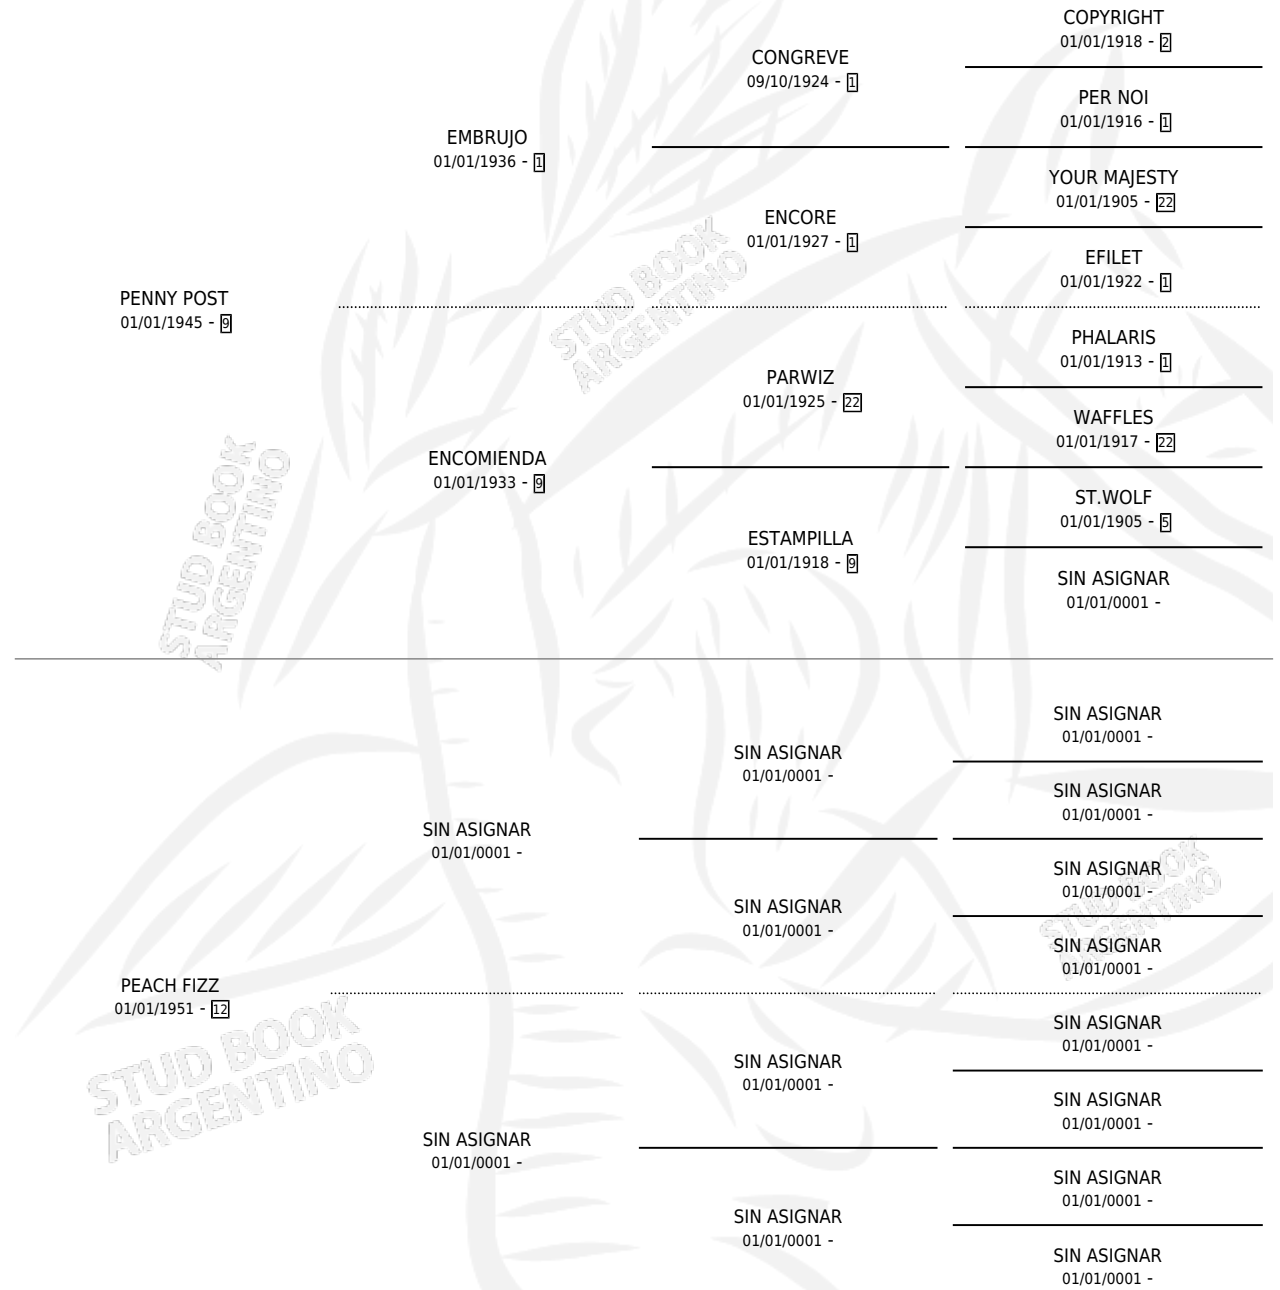 COPYRIGHT
01/01/1918 - 2
CONGREVE
09/10/1924 - 1
PER NOI
01/01/1916 - 1
EMBRUJO
01/01/1936 - 1
YOUR MAJESTY
01/01/1905 - 22
ENCORE
01/01/1927 - 1
EFILET
01/01/1922 - 1
PENNY POST
01/01/1945 - 9
PHALARIS
01/01/1913 - 1
PARWIZ
01/01/1925 - 22
WAFFLES
01/01/1917 - 22
ENCOMIENDA
01/01/1933 - 9
ST.WOLF
01/01/1905 - 5
ESTAMPILLA
01/01/1918 - 9
SIN ASIGNAR
01/01/0001 -
STUD BOOK
ARGENTINO
STUD BOOK
ARGENTINO
SIN ASIGNAR
01/01/0001 -
SIN ASIGNAR
01/01/0001 -
SIN ASIGNAR
01/01/0001 -
SIN ASIGNAR
01/01/0001 -
SIN ASIGNAR
01/01/0001 -
SIN ASIGNAR
01/01/0001 -
SIN ASIGNAR
01/01/0001 -
PEACH FIZZ
01/01/1951 - 12
SIN ASIGNAR
01/01/0001 -
SIN ASIGNAR
01/01/0001 -
SIN ASIGNAR
01/01/0001 -
SIN ASIGNAR
01/01/0001 -
SIN ASIGNAR
01/01/0001 -
SIN ASIGNAR
01/01/0001 -
SIN ASIGNAR
01/01/0001 -
STUD BOOK
ARGENTINO
STUD BOOK
ARGENTINO